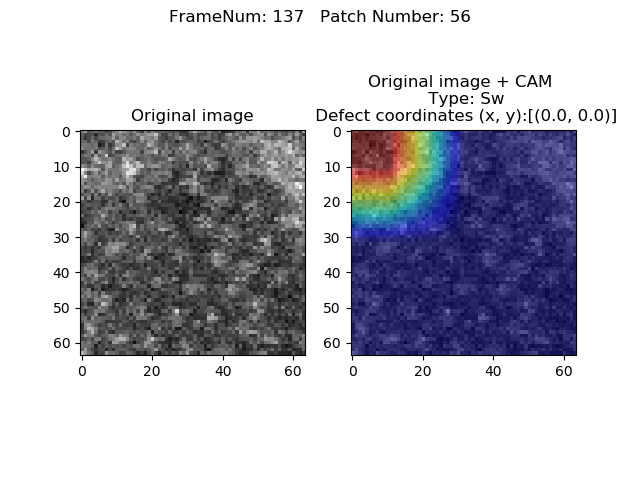 FrameNum: 137   Patch Number: 56
Original image
Original image + CAM
Type: Sw
Defect coordinates (x, y):[(0.0, 0.0)]
0
10
20
30
40
50
60
0 20 40 60
0
10
20
30
40
50
60
0 20 40 60